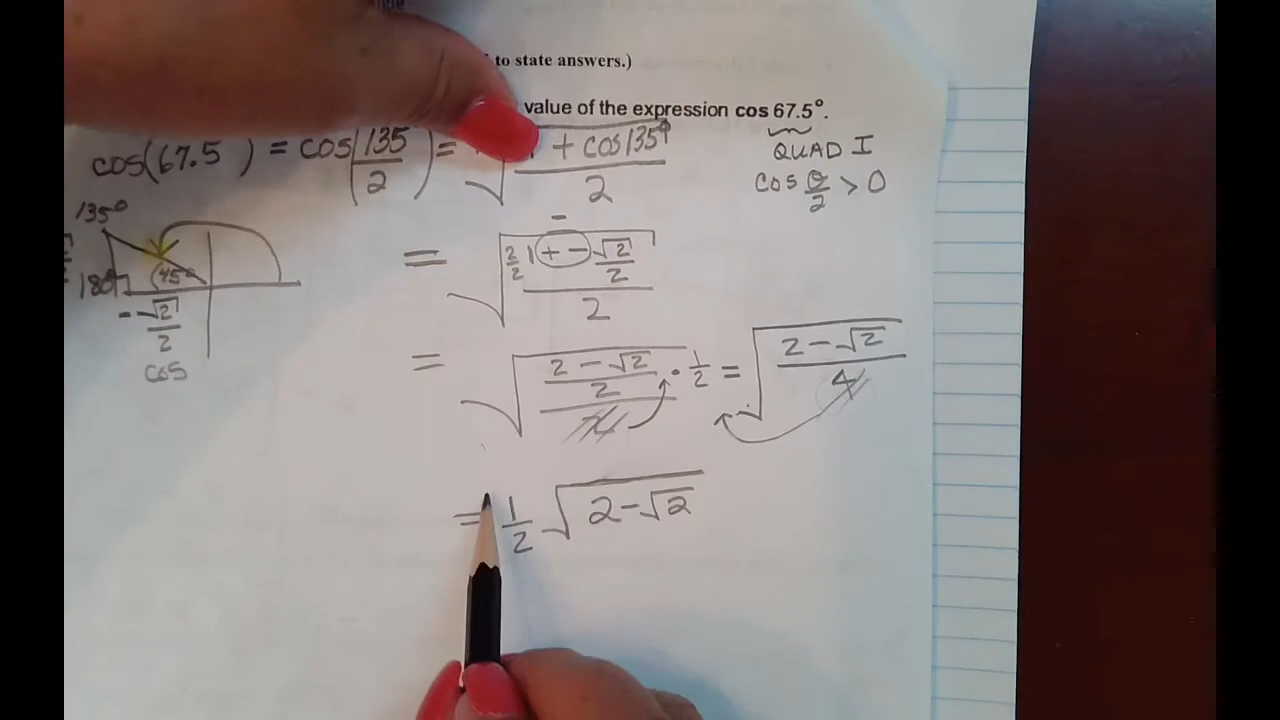 to state answers.)
value of the expression cos 67.5°.
cos(67.5 ) = cos(135/2) = √(+ cos135°/2)
QUAD I
cos θ/2 > 0
135°
180°
45°
-√2/2
cos
-
= √((2/2 1 + - √2/2)/2)
= √(((2-√2)/2)/ · 1/2) = √((2-√2)/4)
= 1/2 √(2-√2)